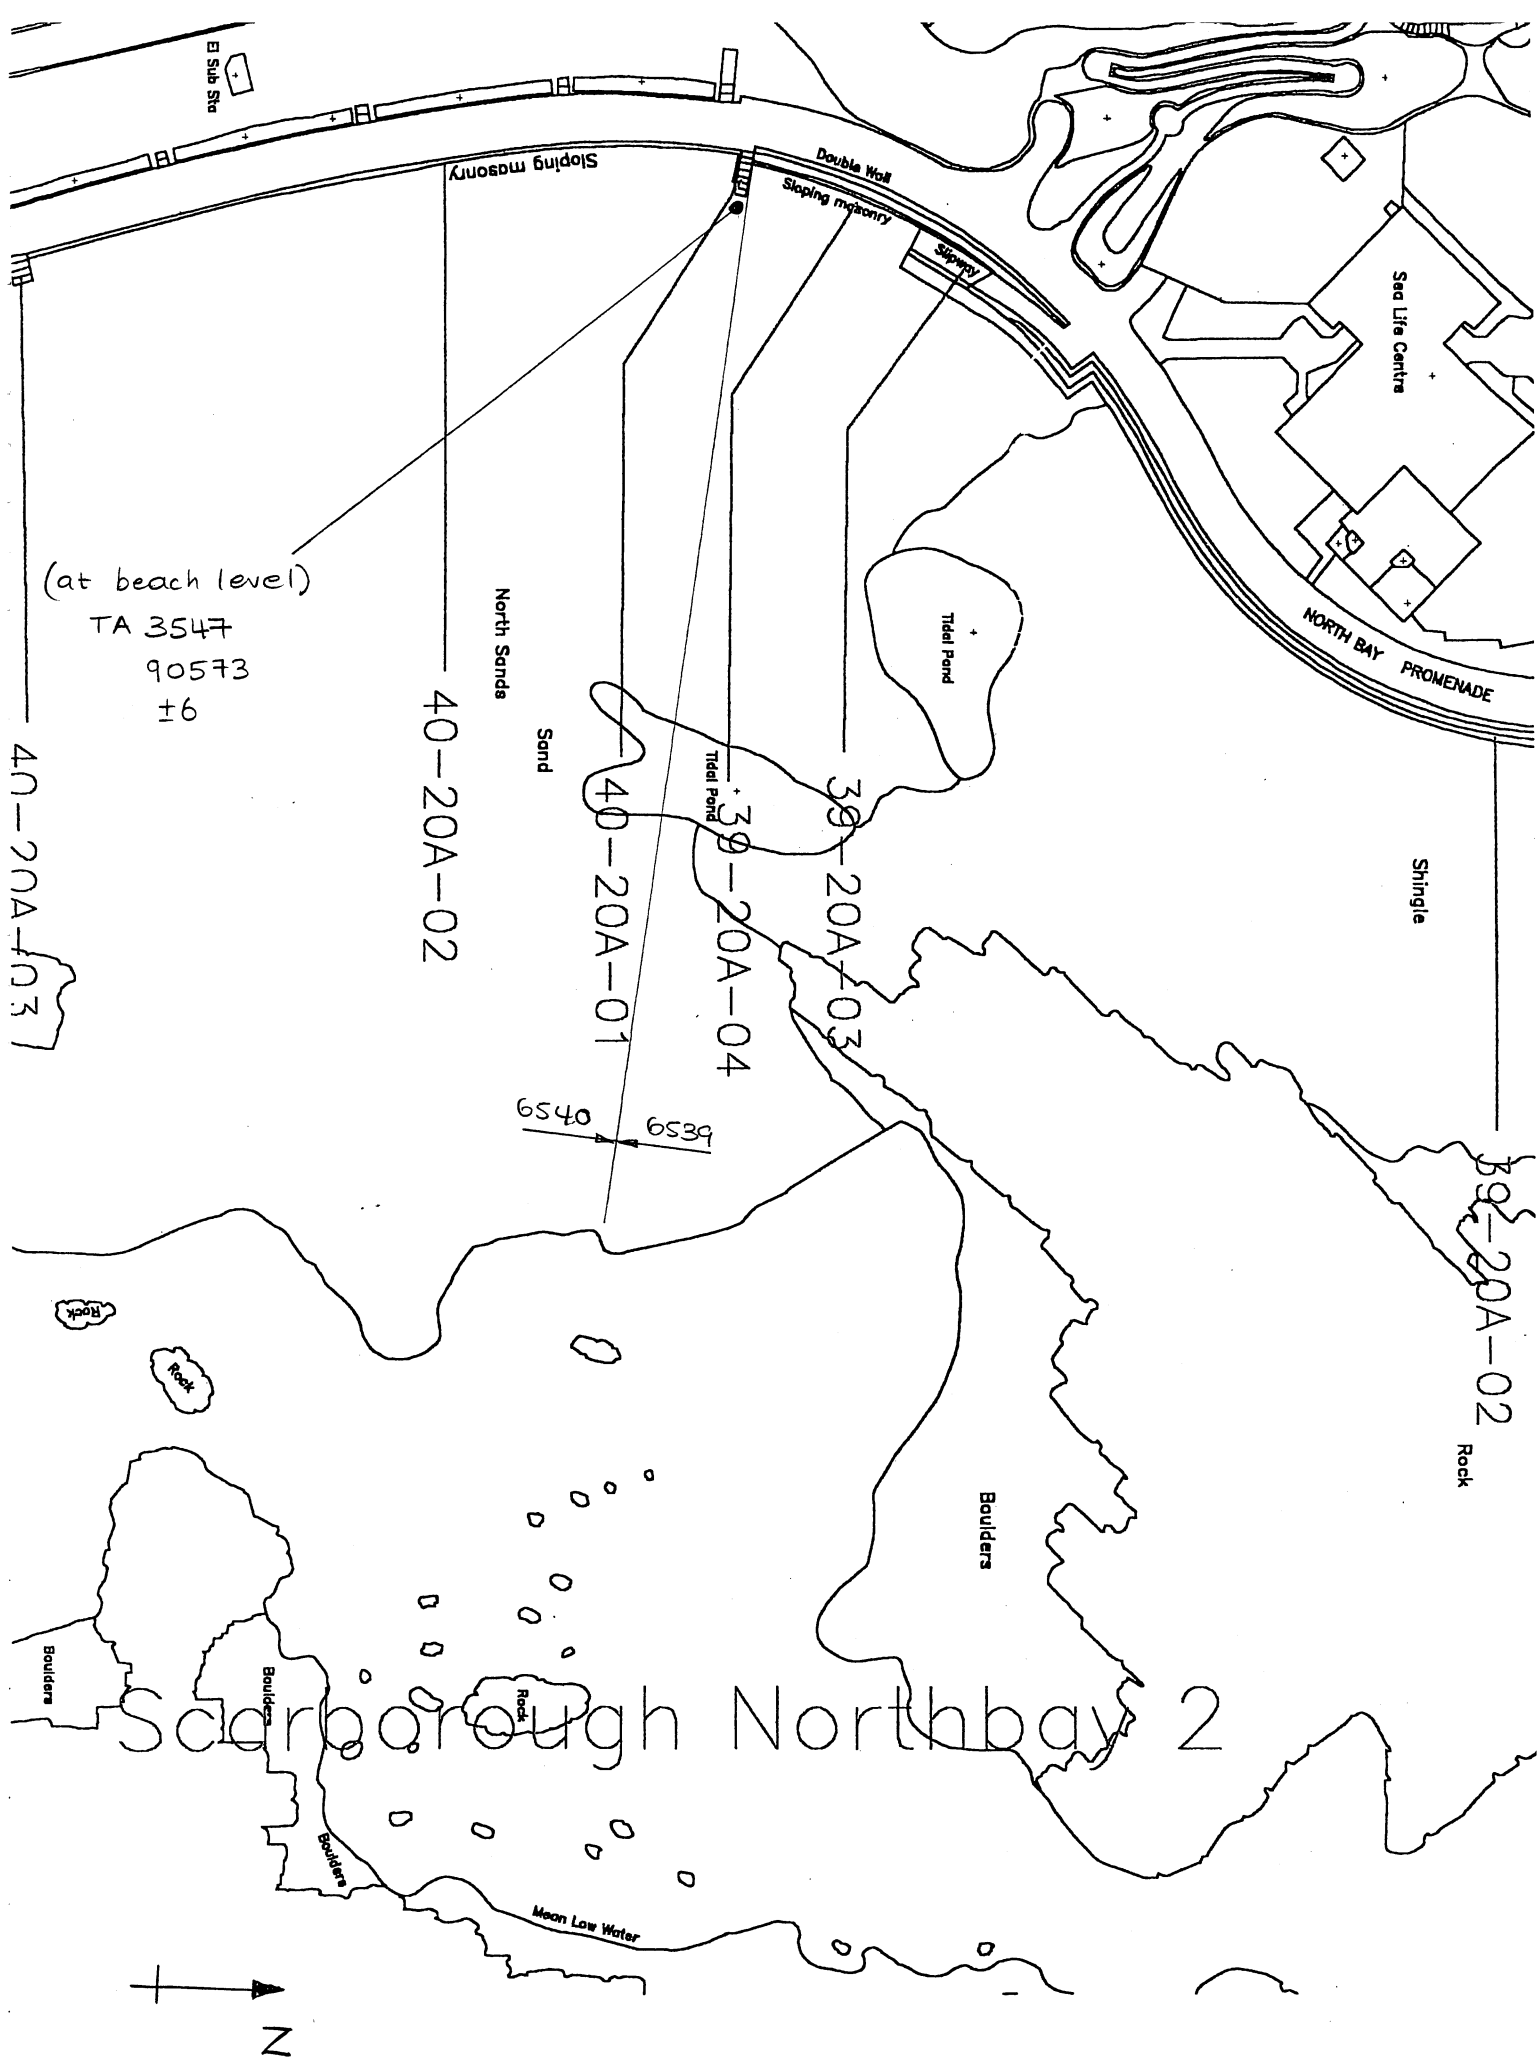 El Sub Sta
Sloping masonry
Double Wall
Sloping masonry
Slipway
Sea Life Centre
NORTH BAY PROMENADE
(at beach level)
TA 3547
90573
±6
North Sands
Sand
Tidal Pond
Tidal Pond
40-20A-03
40-20A-02
40-20A-01
39-20A-04
39-20A-03
39-20A-02
Shingle
6540
6539
Rock
Rock
Rock
Boulders
Rock
Boulders
Boulders
Boulders
Scarborough Northbay 2
Mean Low Water
N